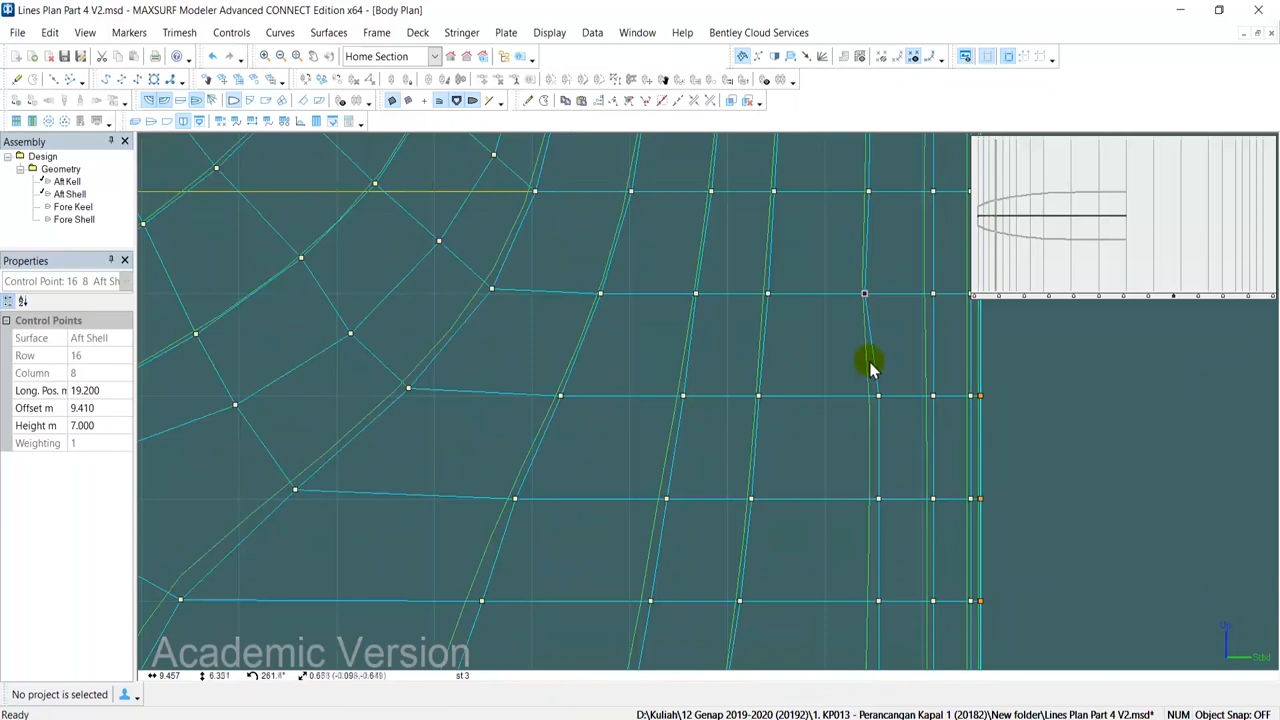 Lines Plan Part 4 V2.msd - MAXSURF Modeler Advanced CONNECT Edition x64 - [Body Plan]
File Edit View Markers Trimesh Controls Curves Surfaces Frame Deck Stringer Plate Display Data Window Help Bentley Cloud Services
Home Section
Assembly
Design
Geometry
Aft Kell
Aft Shell
Fore Keel
Fore Shell
Properties
Control Point: 16 8 Aft Sh
Control Points
Surface Aft Shell
Row 16
Column 8
Long. Pos. m 19.200
Offset m 9.410
Height m 7.000
Weighting 1
Up
Stbd
Academic Version
9.457 6.331 261.4° st 3
No project is selected
Ready D:\Kuliah\12 Genap 2019-2020 (20192)\1. KP013 - Perancangan Kapal 1 (20182)\New folder\Lines Plan Part 4 V2.msd* NUM Object Snap: OFF